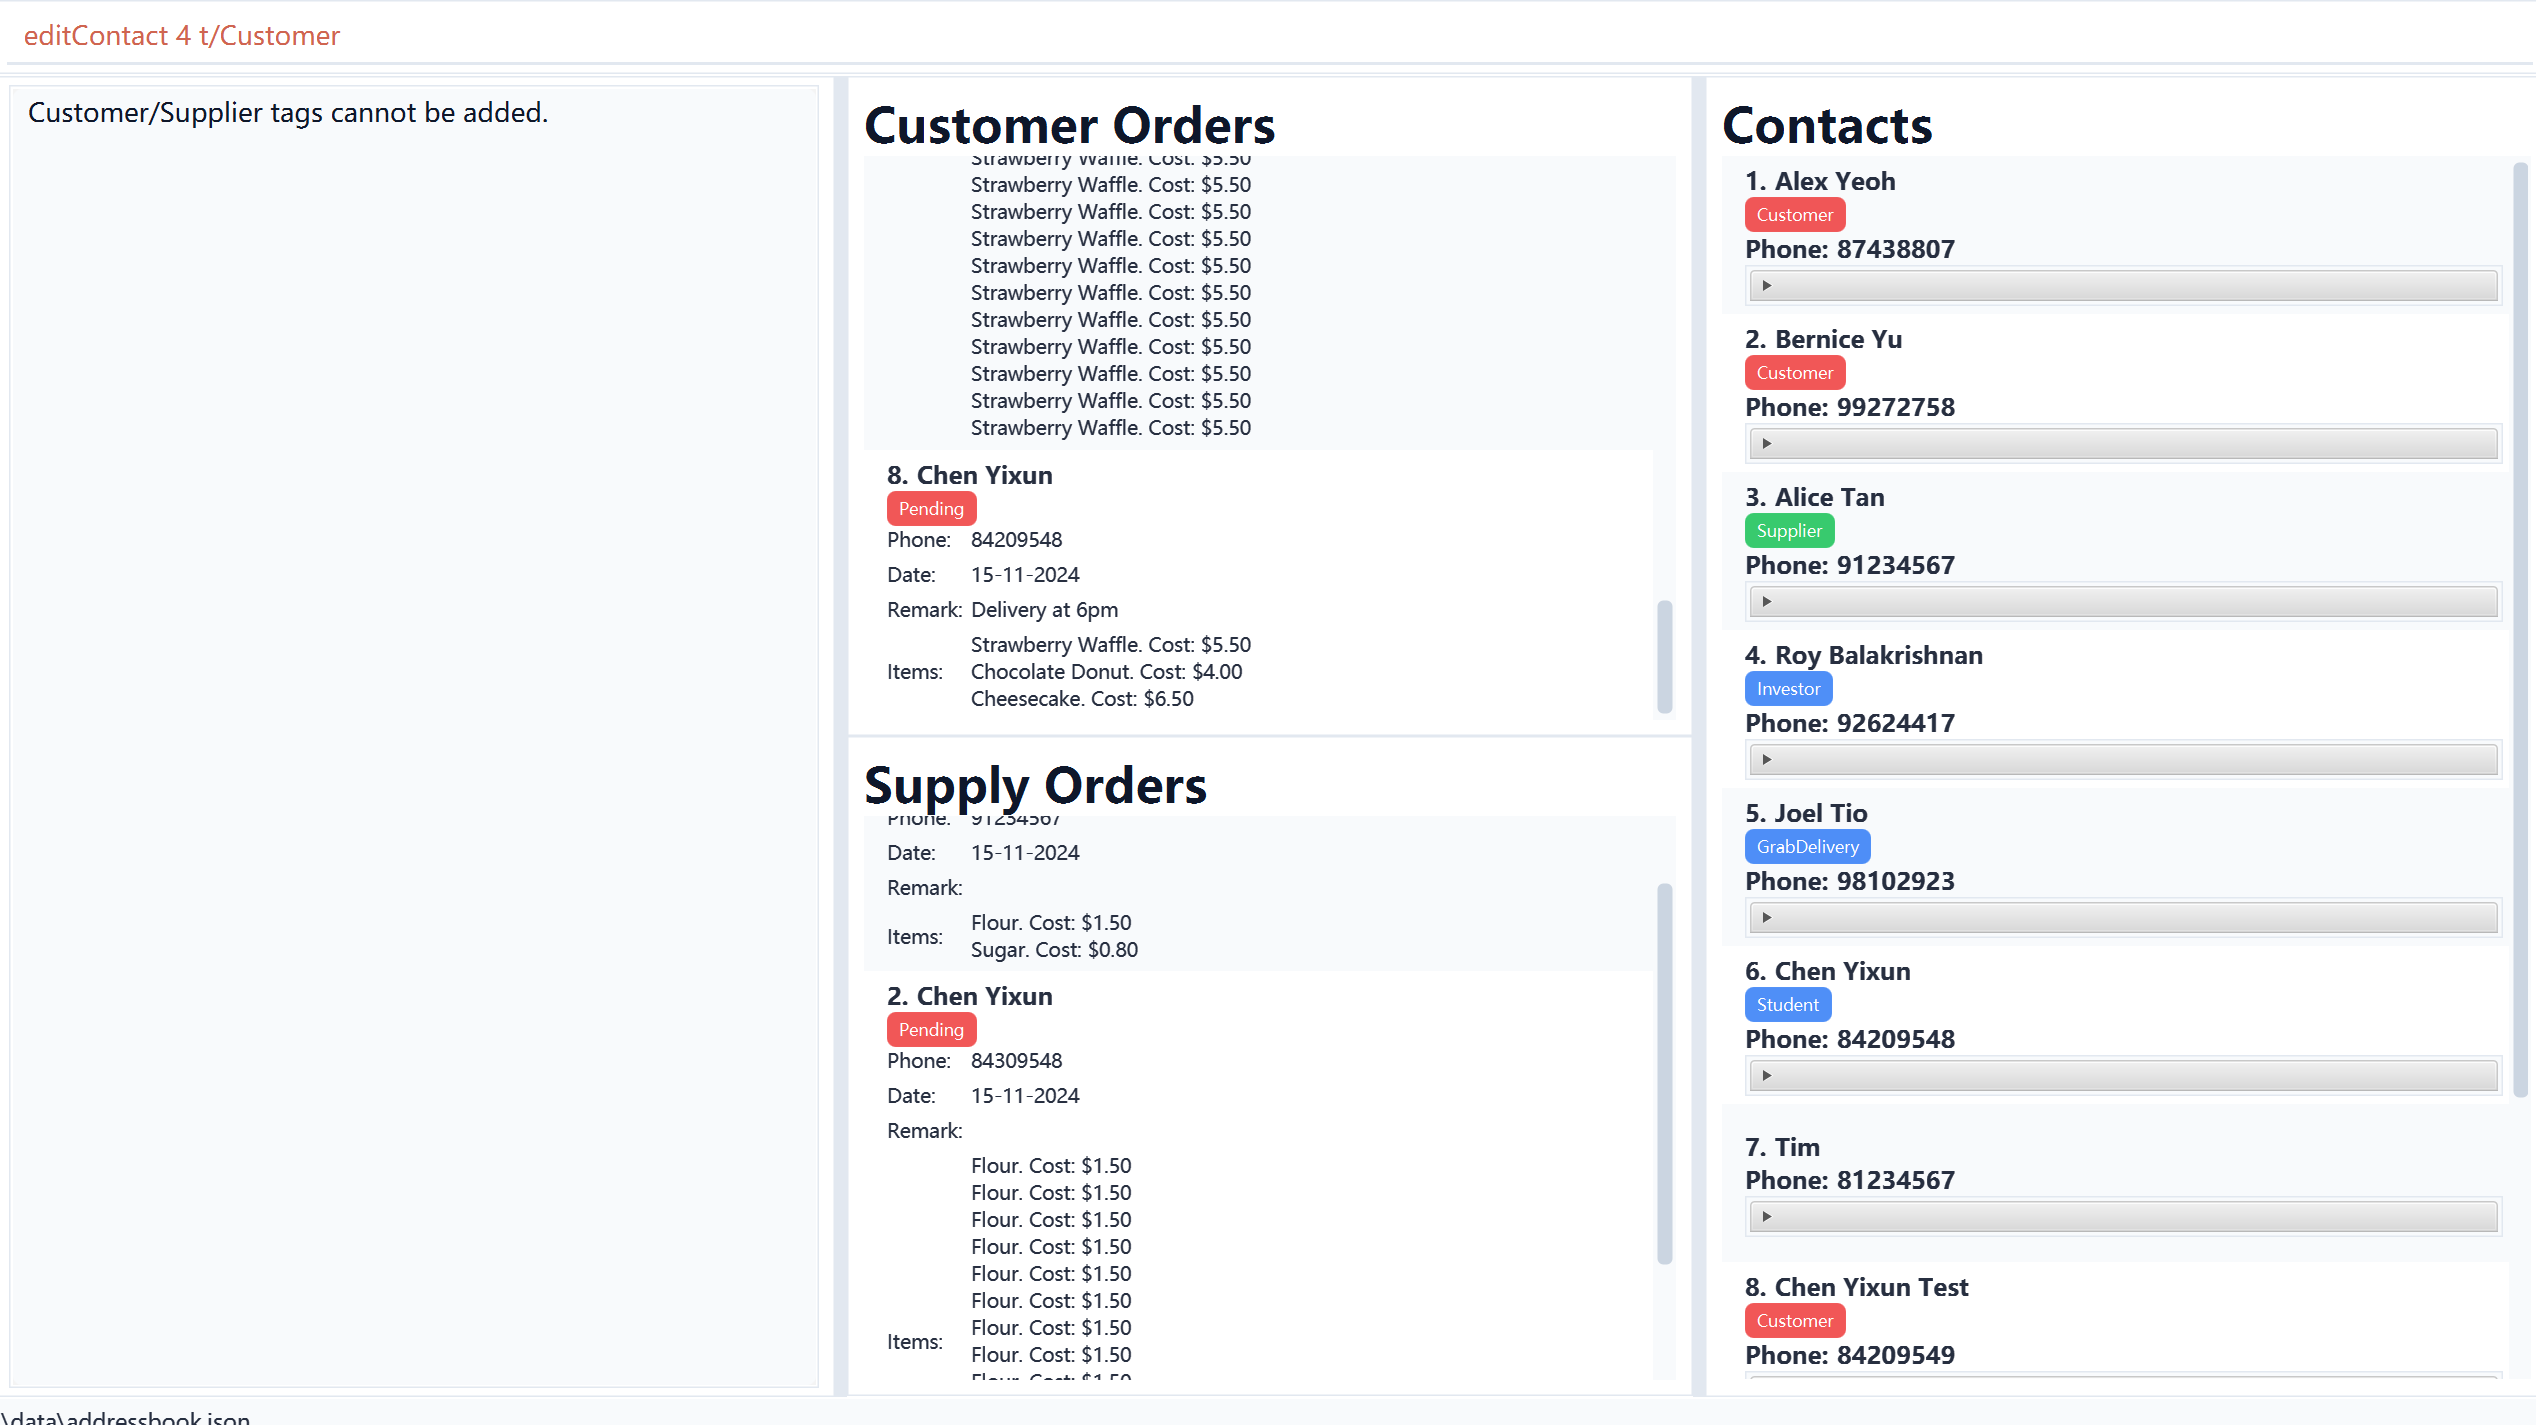 editContact 4 t/Customer
Customer/Supplier tags cannot be added.
Customer Orders
Strawberry Waffle. Cost: $5.50
Strawberry Waffle. Cost: $5.50
Strawberry Waffle. Cost: $5.50
Strawberry Waffle. Cost: $5.50
Strawberry Waffle. Cost: $5.50
Strawberry Waffle. Cost: $5.50
Strawberry Waffle. Cost: $5.50
Strawberry Waffle. Cost: $5.50
Strawberry Waffle. Cost: $5.50
Strawberry Waffle. Cost: $5.50
Strawberry Waffle. Cost: $5.50
8. Chen Yixun
Pending
Phone: 84209548
Date: 15-11-2024
Remark: Delivery at 6pm
Strawberry Waffle. Cost: $5.50
Items: Chocolate Donut. Cost: $4.00
Cheesecake. Cost: $6.50
Supply Orders
Phone: 91234567
Date: 15-11-2024
Remark:
Items:
Flour. Cost: $1.50
Sugar. Cost: $0.80
2. Chen Yixun
Pending
Phone: 84309548
Date: 15-11-2024
Remark:
Flour. Cost: $1.50
Flour. Cost: $1.50
Flour. Cost: $1.50
Flour. Cost: $1.50
Flour. Cost: $1.50
Flour. Cost: $1.50
Flour. Cost: $1.50
Items:
Flour. Cost: $1.50
Flour. Cost: $1.50
Contacts
1. Alex Yeoh
Customer
Phone: 87438807
2. Bernice Yu
Customer
Phone: 99272758
3. Alice Tan
Supplier
Phone: 91234567
4. Roy Balakrishnan
Investor
Phone: 92624417
5. Joel Tio
GrabDelivery
Phone: 98102923
6. Chen Yixun
Student
Phone: 84209548
7. Tim
Phone: 81234567
8. Chen Yixun Test
Customer
Phone: 84209549
\data\addressbook.json